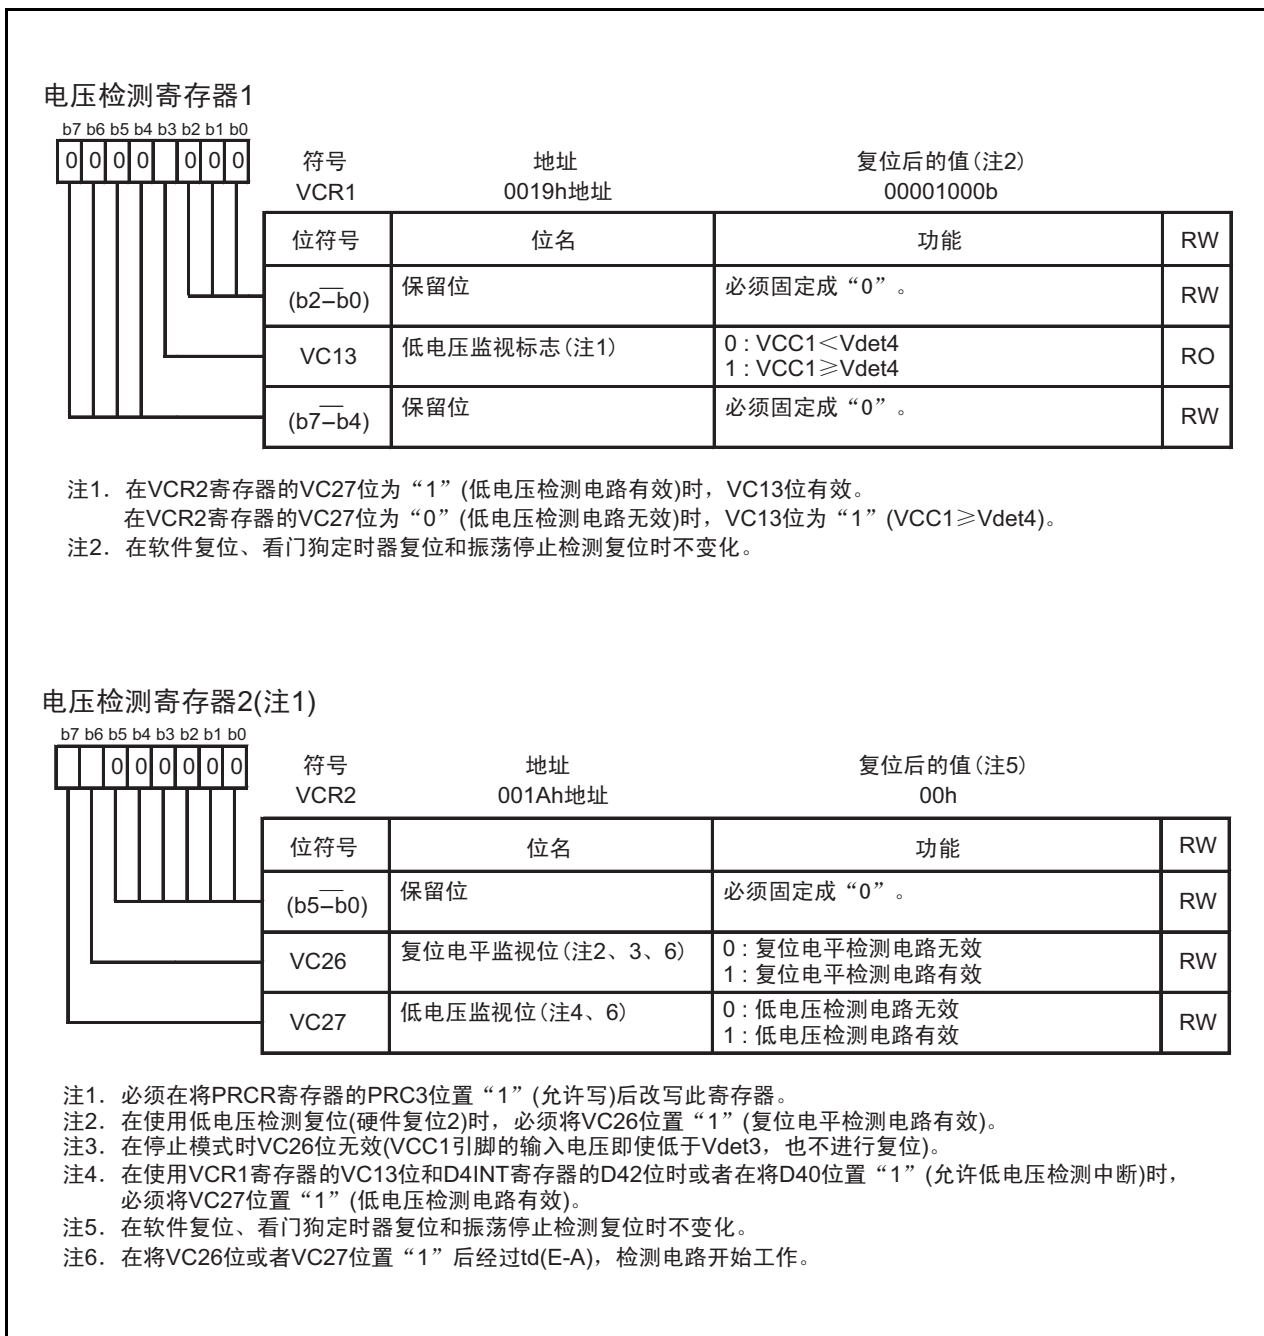 电压检测寄存器1
b7 b6 b5 b4 b3 b2 b1 b0
0 0 0 0 0 0 0
符号 地址 复位后的值(注2)
VCR1 0019h地址 00001000b
位符号 位名 功能 RW
(b2–b0) 保留位 必须固定成“0”。 RW
VC13 低电压监视标志(注1) 0 : VCC1＜Vdet4 RO
1 : VCC1≥Vdet4
(b7–b4) 保留位 必须固定成“0”。 RW
注1. 在VCR2寄存器的VC27位为“1”(低电压检测电路有效)时，VC13位有效。
在VCR2寄存器的VC27位为“0”(低电压检测电路无效)时，VC13位为“1”(VCC1≥Vdet4)。
注2. 在软件复位、看门狗定时器复位和振荡停止检测复位时不变化。
电压检测寄存器2(注1)
b7 b6 b5 b4 b3 b2 b1 b0
0 0 0 0 0 0
符号 地址 复位后的值(注5)
VCR2 001Ah地址 00h
位符号 位名 功能 RW
(b5–b0) 保留位 必须固定成“0”。 RW
VC26 复位电平监视位(注2、3、6) 0 : 复位电平检测电路无效 RW
1 : 复位电平检测电路有效
VC27 低电压监视位(注4、6) 0 : 低电压检测电路无效 RW
1 : 低电压检测电路有效
注1. 必须在将PRCR寄存器的PRC3位置“1”(允许写)后改写此寄存器。
注2. 在使用低电压检测复位(硬件复位2)时，必须将VC26位置“1”(复位电平检测电路有效)。
注3. 在停止模式时VC26位无效(VCC1引脚的输入电压即使低于Vdet3，也不进行复位)。
注4. 在使用VCR1寄存器的VC13位和D4INT寄存器的D42位时或者在将D40位置“1”(允许低电压检测中断)时，
必须将VC27位置“1”(低电压检测电路有效)。
注5. 在软件复位、看门狗定时器复位和振荡停止检测复位时不变化。
注6. 在将VC26位或者VC27位置“1”后经过td(E-A)，检测电路开始工作。